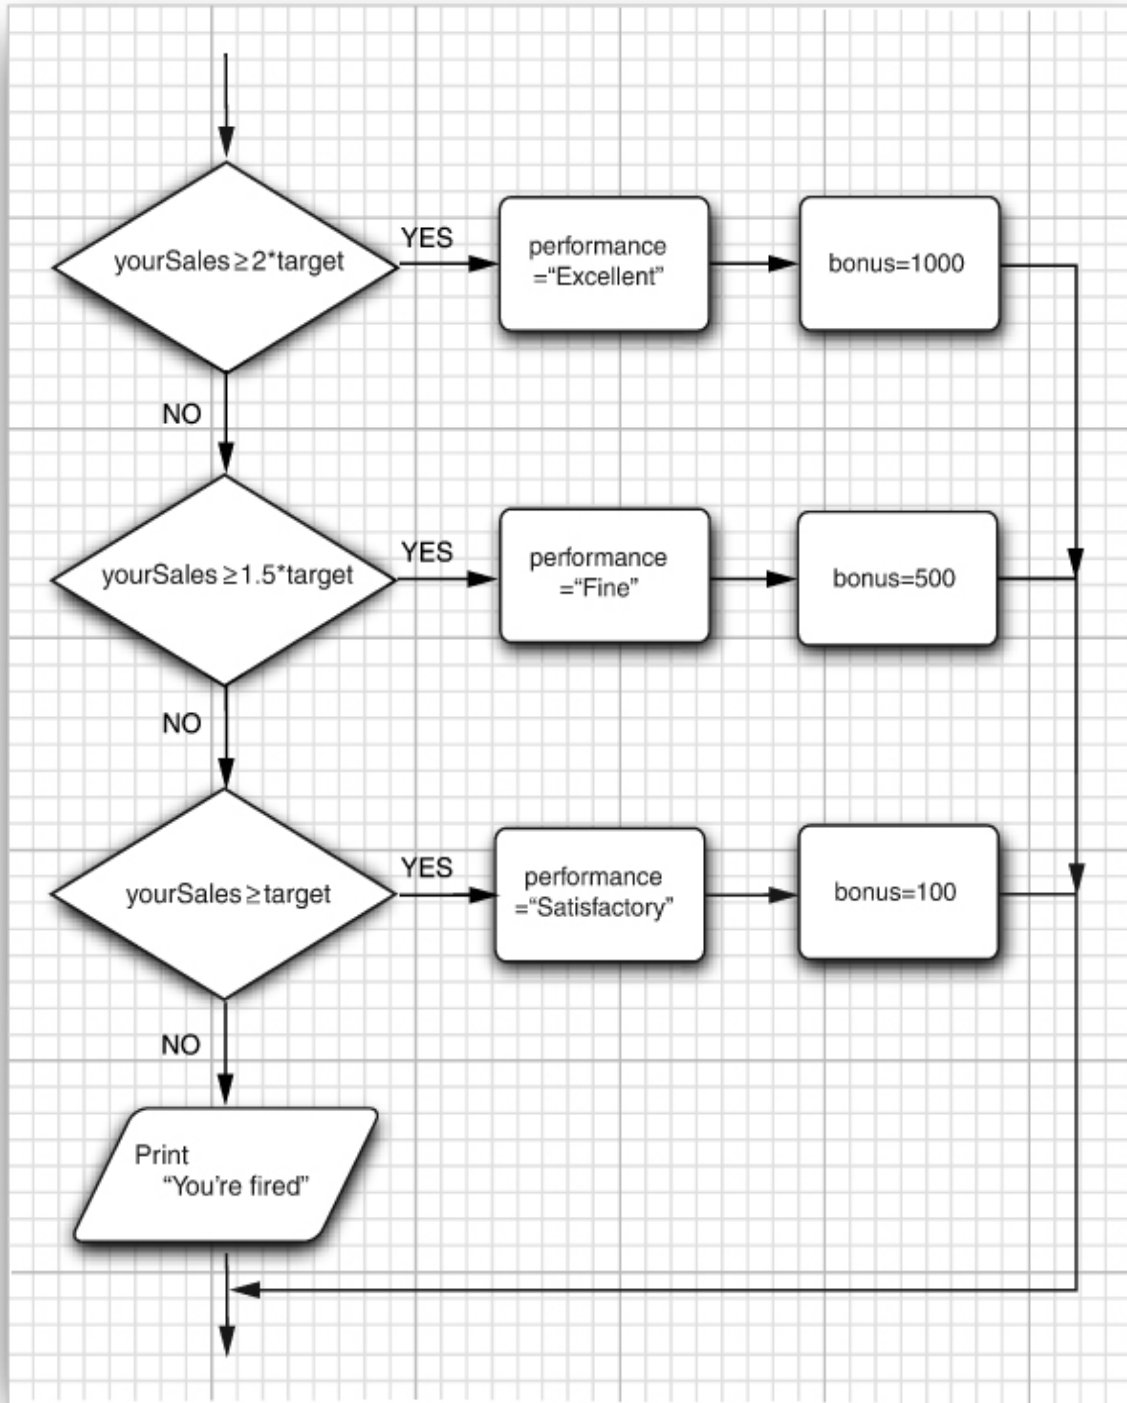 yourSales≥2*target
YES
performance
=“Excellent”
bonus=1000
NO
yourSales≥1.5*target
YES
performance
=“Fine”
bonus=500
NO
yourSales≥target
YES
performance
=“Satisfactory”
bonus=100
NO
Print
“You’re fired”